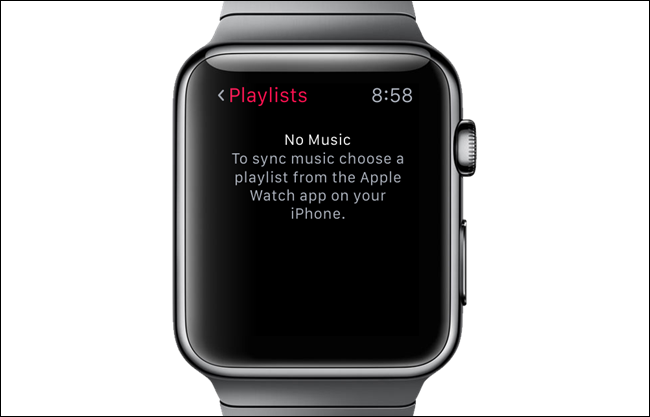 < Playlists 8:58
No Music
To sync music choose a
playlist from the Apple
Watch app on your
iPhone.